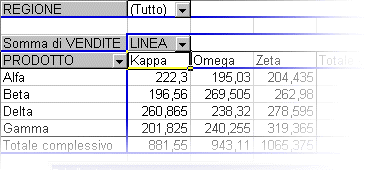 REGIONE (Tutto)
Somma di VENDITE LINEA
PRODOTTO Kappa Omega Zeta Totale
Alfa 222,3 195,03 204,435
Beta 196,56 269,505 262,98
Delta 260,865 238,32 278,595
Gamma 201,825 240,255 319,365
Totale complessivo 881,55 943,11 1065,375